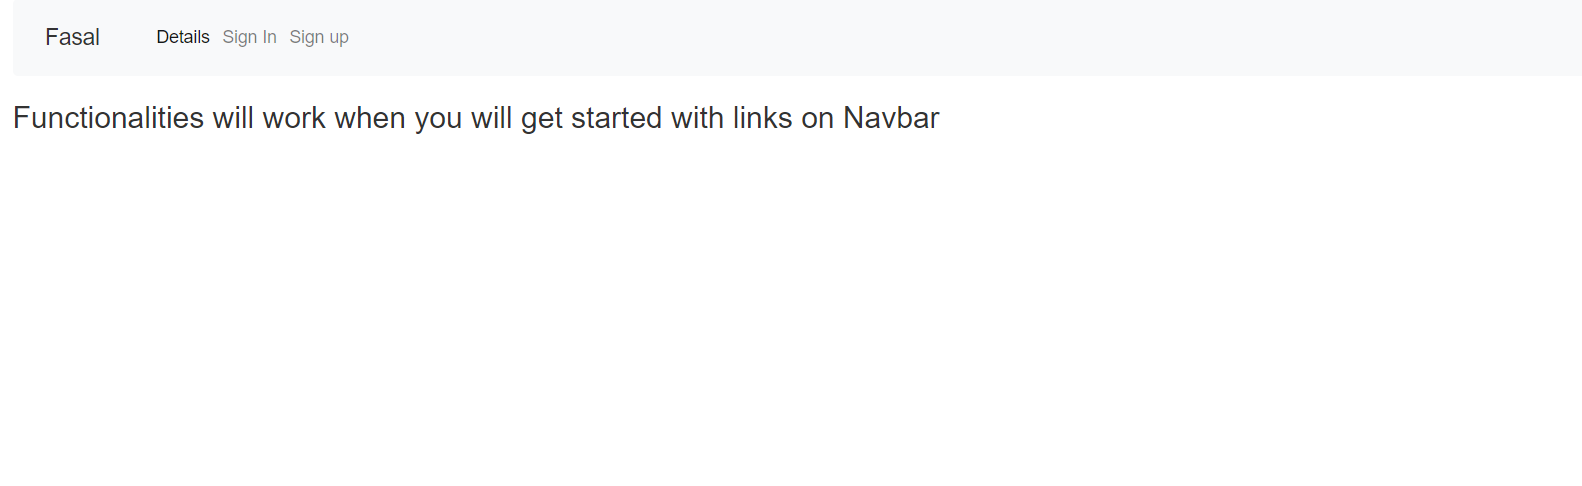 Fasal Details Sign In Sign up
Functionalities will work when you will get started with links on Navbar